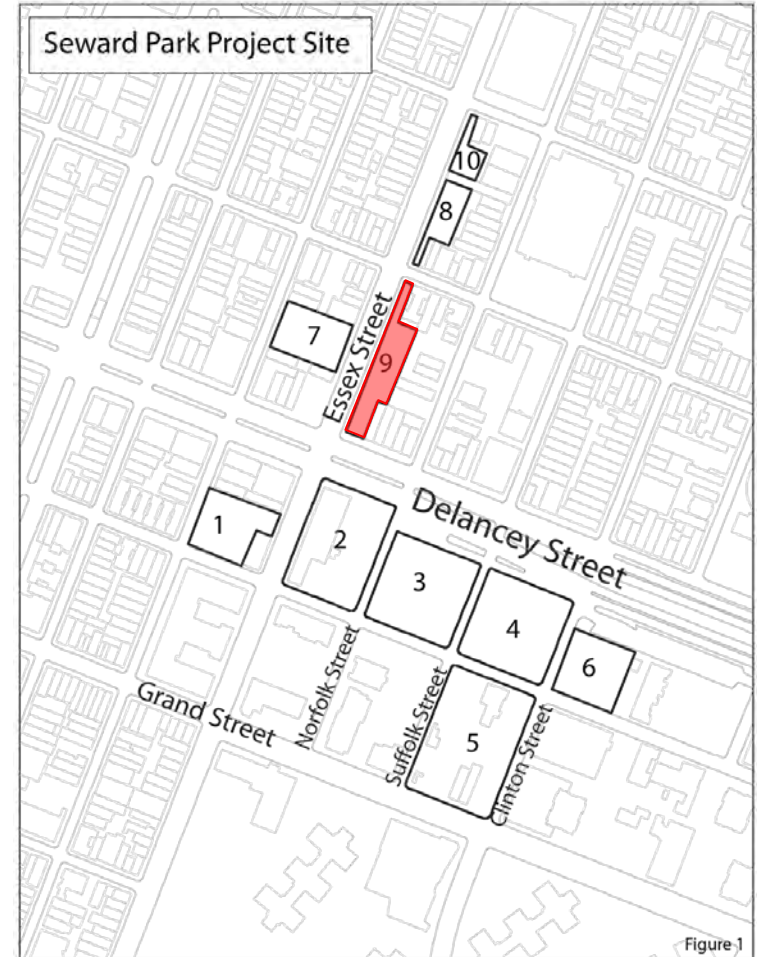 Seward Park Project Site
10
8
7
Essex Street
9
Delancey Street
1
2
3
4
6
Norfolk Street
Suffolk Street
5
Clinton Street
Grand Street
Figure 1